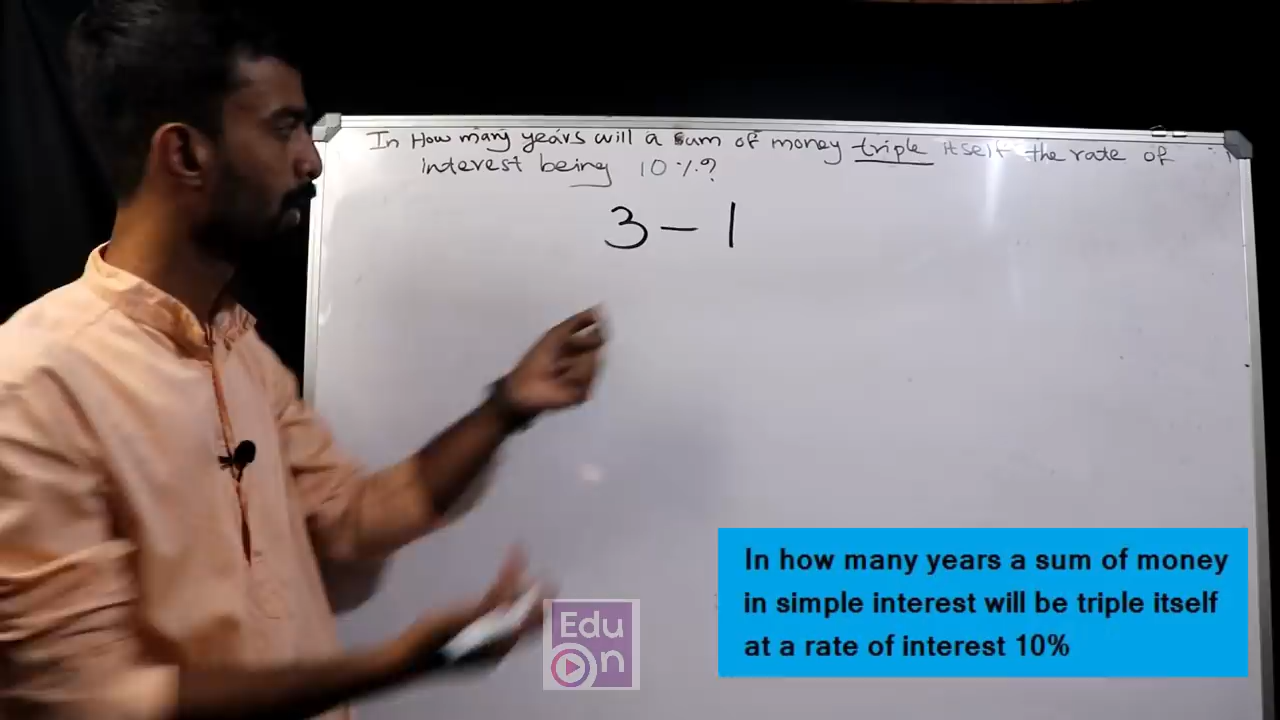 In How many years will a sum of money triple itself the rate of
interest being 10%?
3 - 1
In how many years a sum of money
in simple interest will be triple itself
at a rate of interest 10%
Edu
On